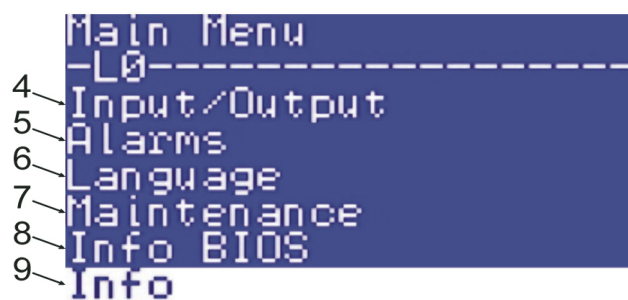 Main Menu
-L0--------------------
4 Input/Output
5 Alarms
6 Language
7 Maintenance
8 Info BIOS
9 Info